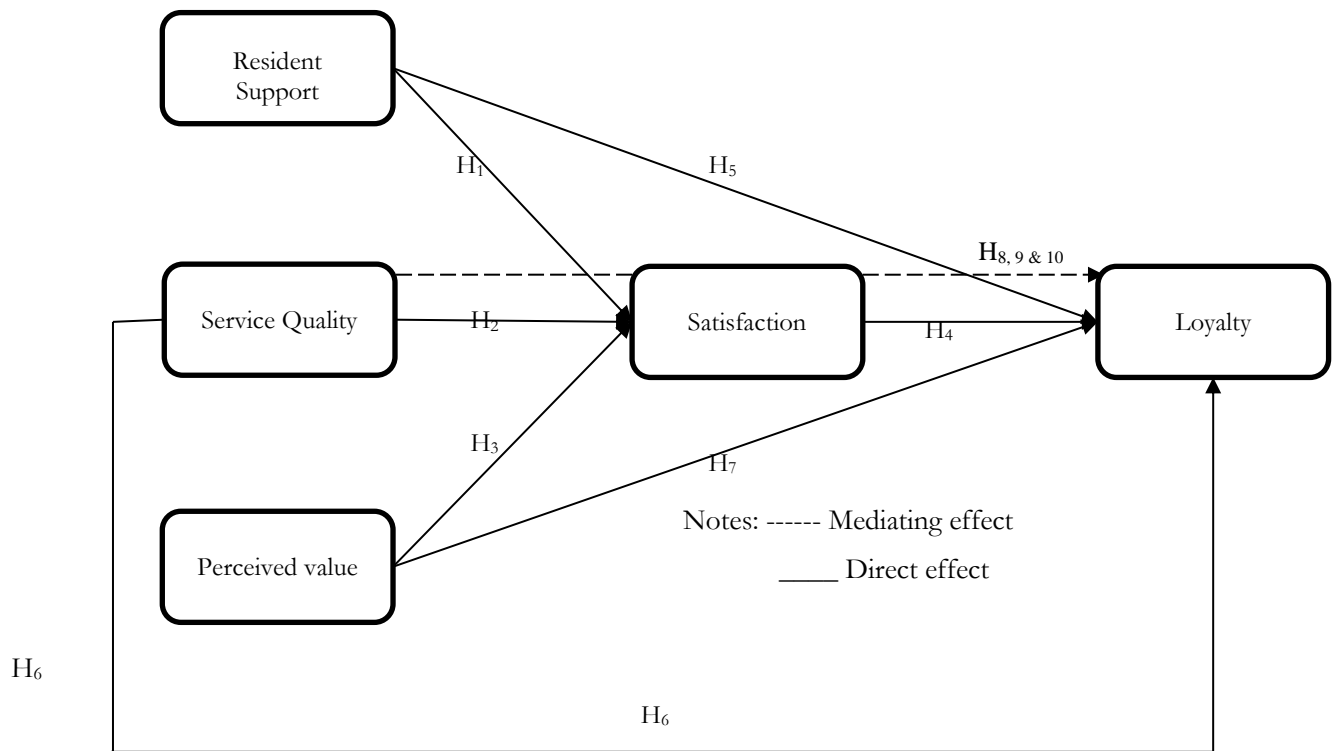 Resident
Support
H₁
H₅
H₈, ₉ & ₁₀
Service Quality
H₂
Satisfaction
H₄
Loyalty
H₃
H₇
Notes: ------ Mediating effect
____ Direct effect
Perceived value
H₆
H₆